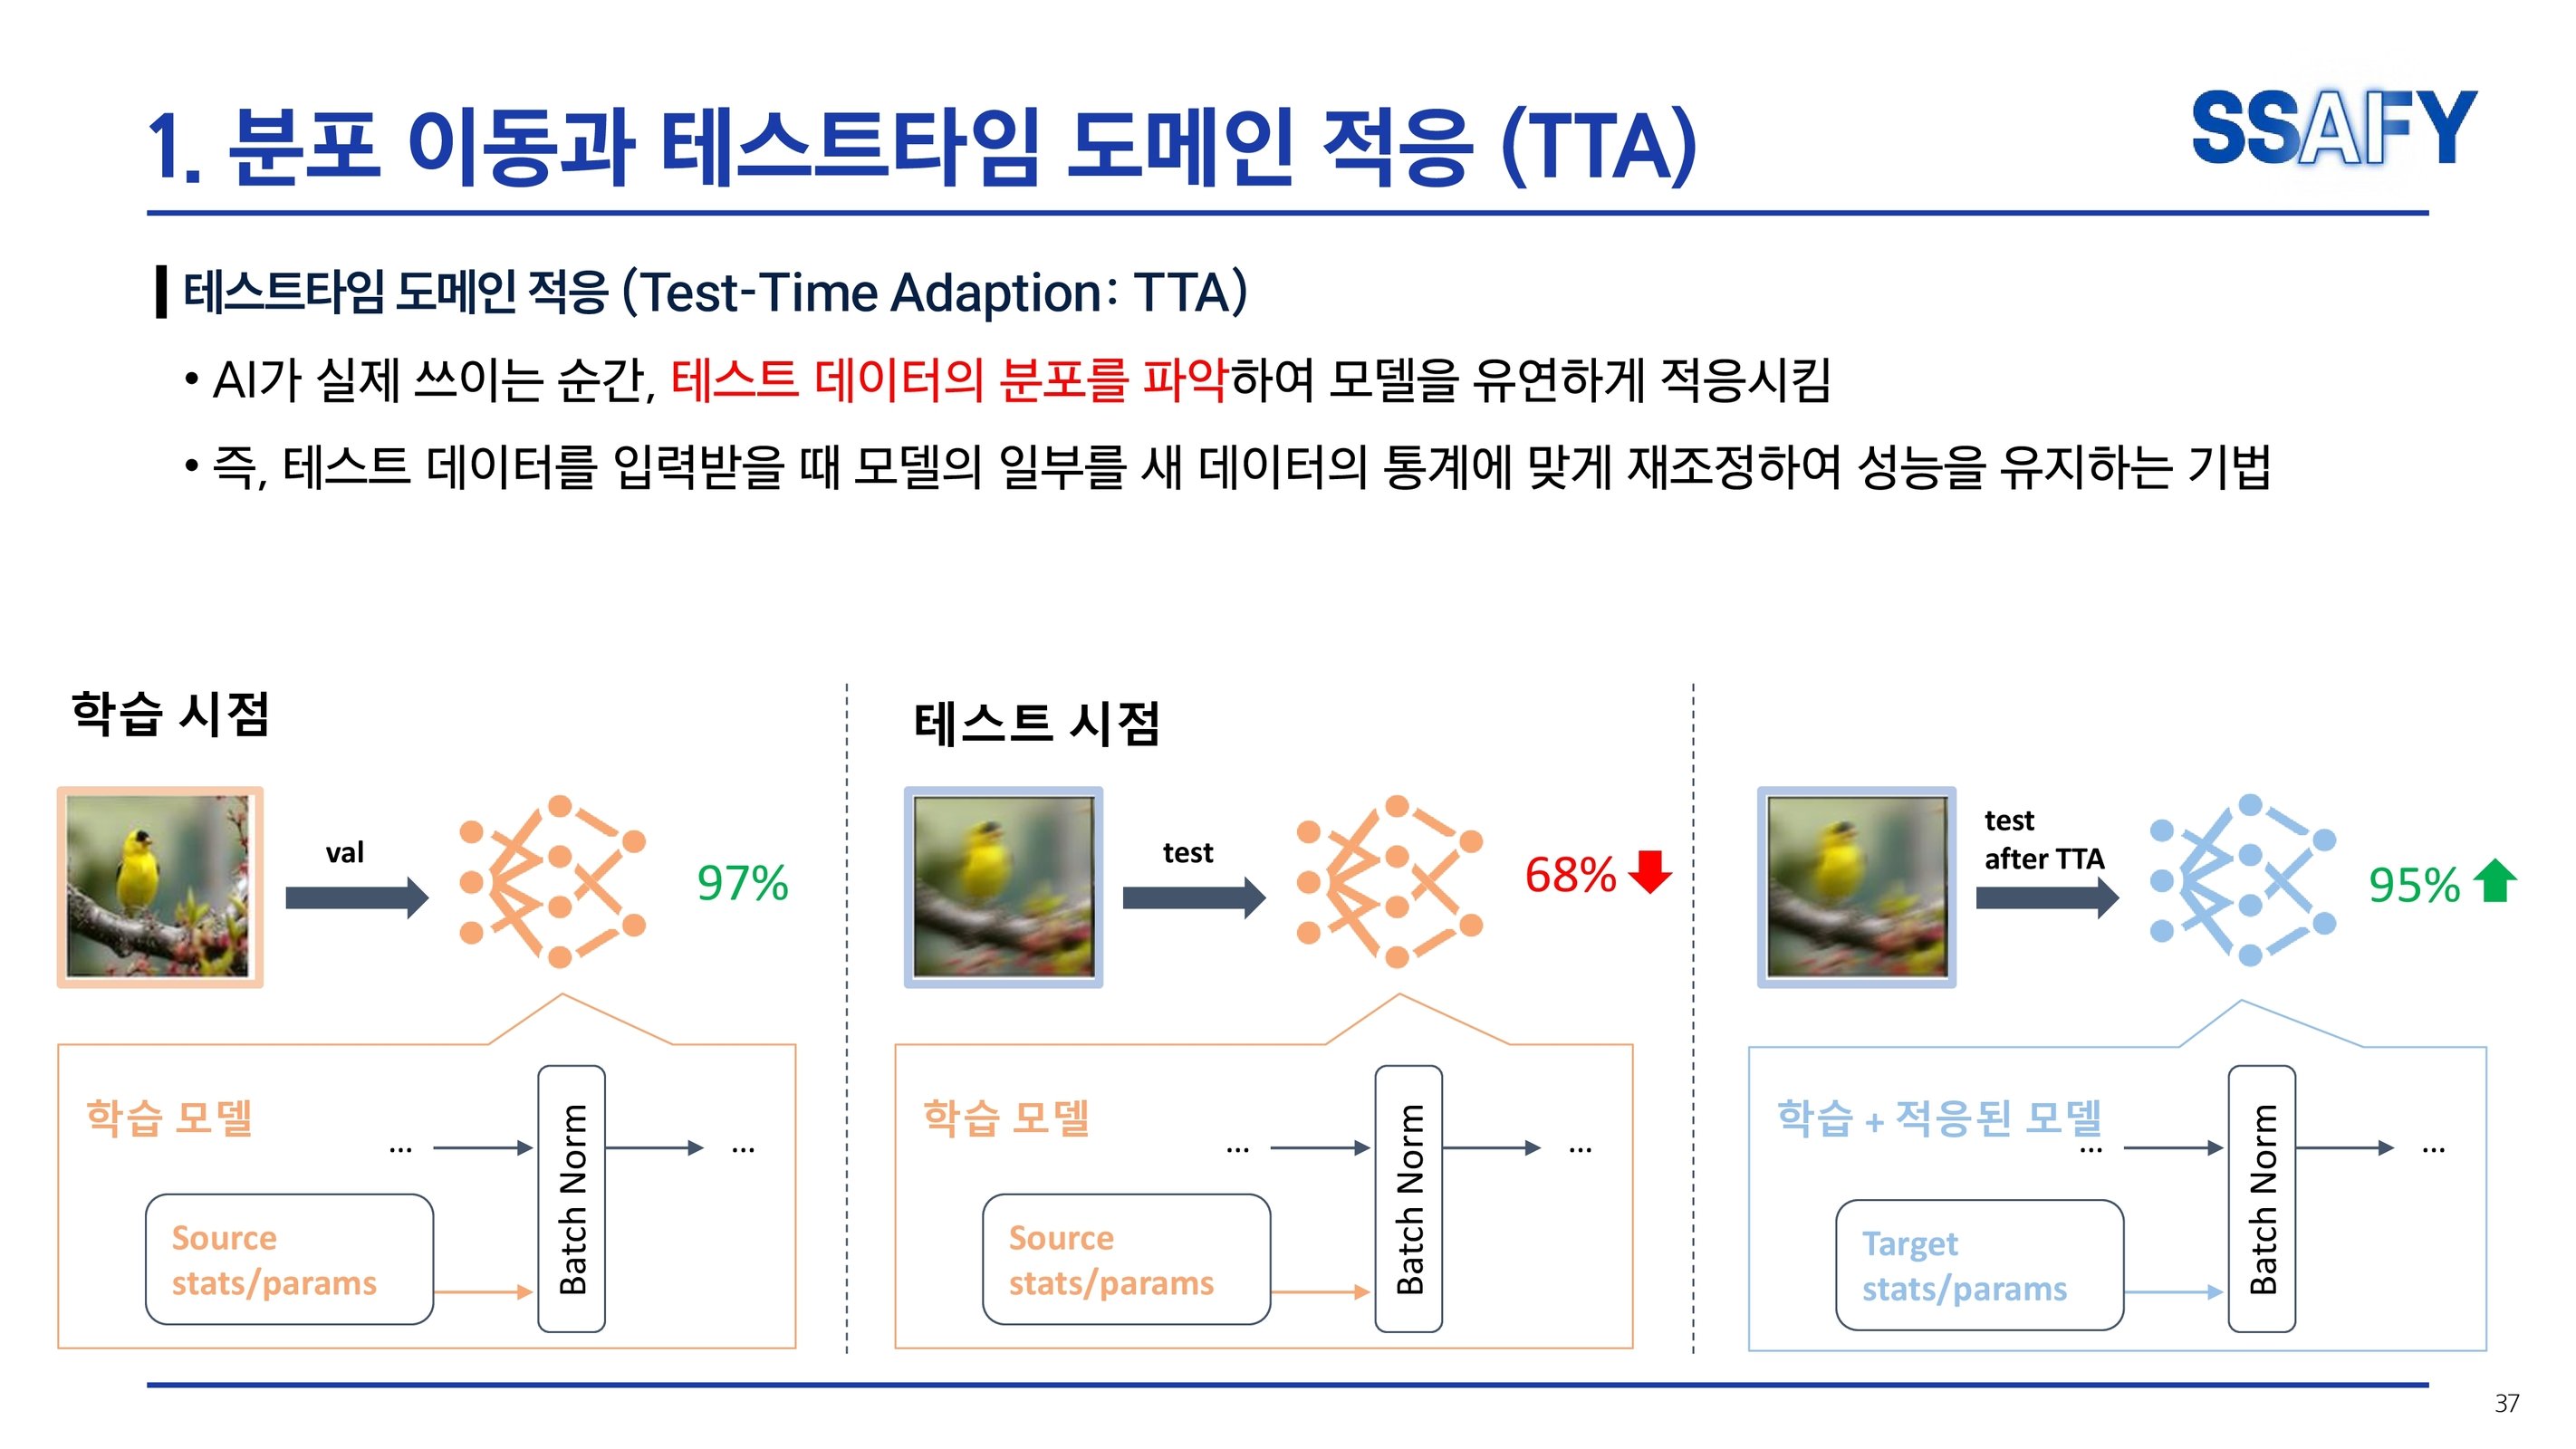 1. 분포 이동과 테스트타임 도메인 적응 (TTA)
SSAFY
테스트타임 도메인 적응 (Test-Time Adaption: TTA)
• AI가 실제 쓰이는 순간, 테스트 데이터의 분포를 파악하여 모델을 유연하게 적응시킴
• 즉, 테스트 데이터를 입력받을 때 모델의 일부를 새 데이터의 통계에 맞게 재조정하여 성능을 유지하는 기법
학습 시점
val
97%
학습 모델
...
Batch Norm
...
Source
stats/params
테스트 시점
test
68%
학습 모델
...
Batch Norm
...
Source
stats/params
test
after TTA
95%
학습 + 적응된 모델
...
Batch Norm
...
Target
stats/params
37